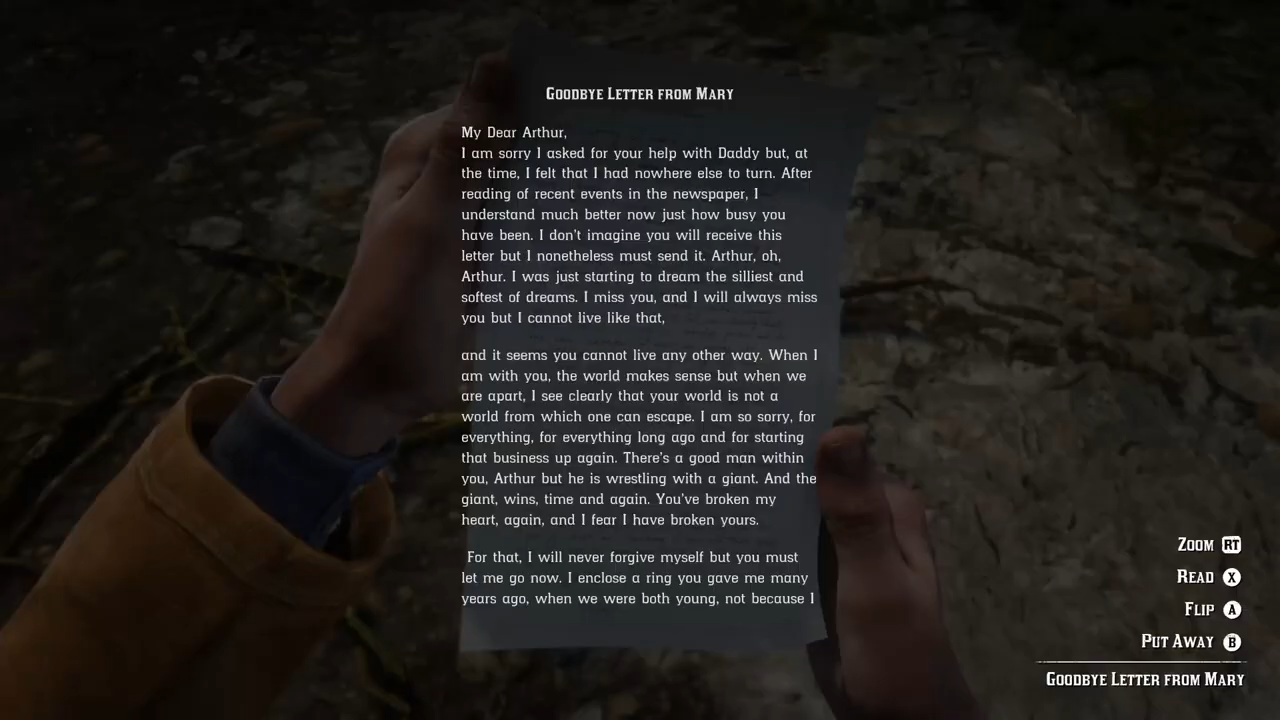 Goodbye Letter from Mary
My Dear Arthur,
I am sorry I asked for your help with Daddy but, at
the time, I felt that I had nowhere else to turn. After
reading of recent events in the newspaper, I
understand much better now just how busy you
have been. I don't imagine you will receive this
letter but I nonetheless must send it. Arthur, oh,
Arthur. I was just starting to dream the silliest and
softest of dreams. I miss you, and I will always miss
you but I cannot live like that,
and it seems you cannot live any other way. When I
am with you, the world makes sense but when we
are apart, I see clearly that your world is not a
world from which one can escape. I am so sorry, for
everything, for everything long ago and for starting
that business up again. There's a good man within
you, Arthur but he is wrestling with a giant. And the
giant, wins, time and again. You've broken my
heart, again, and I fear I have broken yours.
For that, I will never forgive myself but you must
let me go now. I enclose a ring you gave me many
years ago, when we were both young, not because I
Zoom RT
Read X
Flip A
Put Away B
Goodbye Letter from Mary